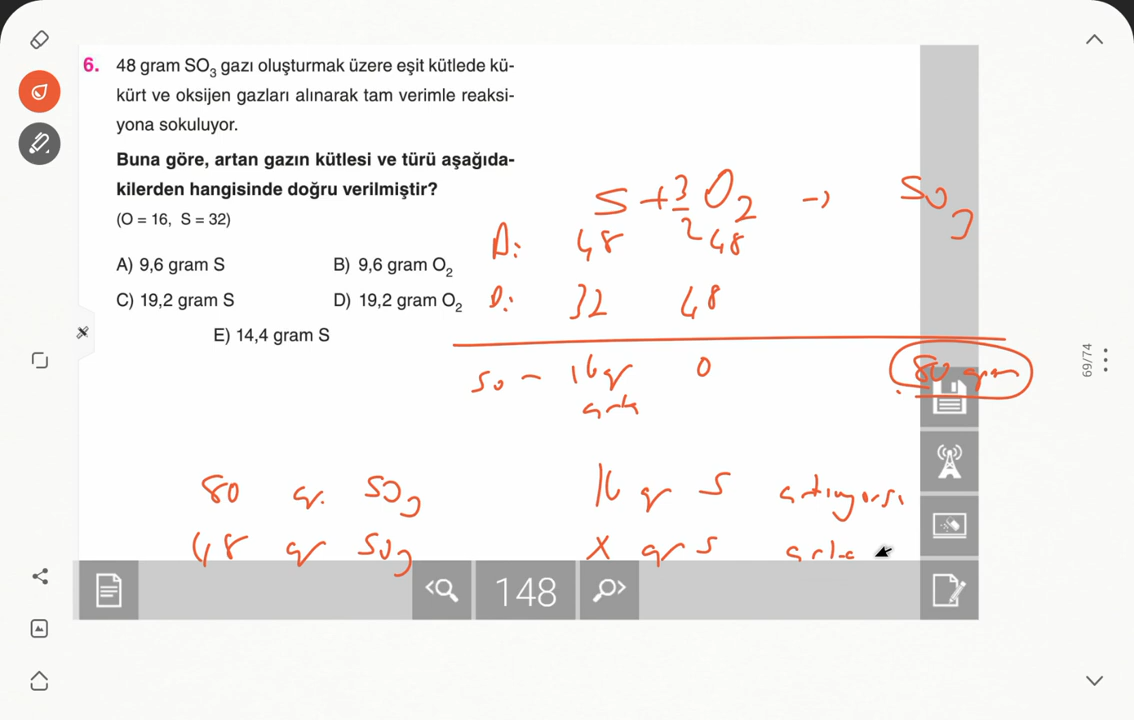 6. 48 gram SO₃ gazı oluşturmak üzere eşit kütlede kü-
kürt ve oksijen gazları alınarak tam verimle reaksi-
yona sokuluyor.
Buna göre, artan gazın kütlesi ve türü aşağıda-
kilerden hangisinde doğru verilmiştir?
(O = 16, S = 32)
A) 9,6 gram S B) 9,6 gram O₂
C) 19,2 gram S D) 19,2 gram O₂
E) 14,4 gram S
S + 3/2 O₂ → SO₃
A: 48 48
D: 32 48
so – 16 gr 0 80 gram
artar
80 gr. SO₃ 16 gr S artıyorsa
48 gr SO₃ X gr S artar
148
69/74